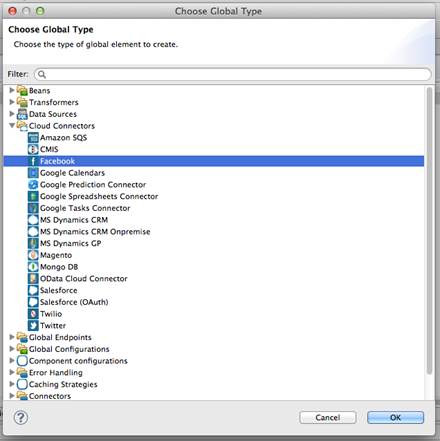 Choose Global Type
Choose Global Type
Choose the type of global element to create.
Filter:
Beans
Transformers
Data Sources
Cloud Connectors
Amazon SQS
CMIS
Facebook
Google Calendars
Google Prediction Connector
Google Spreadsheets Connector
Google Tasks Connector
MS Dynamics CRM
MS Dynamics CRM Onpremise
MS Dynamics GP
Magento
Mongo DB
OData Cloud Connector
Salesforce
Salesforce (OAuth)
Twilio
Twitter
Global Endpoints
Global Configurations
Component configurations
Error Handling
Caching Strategies
Connectors
? Cancel OK